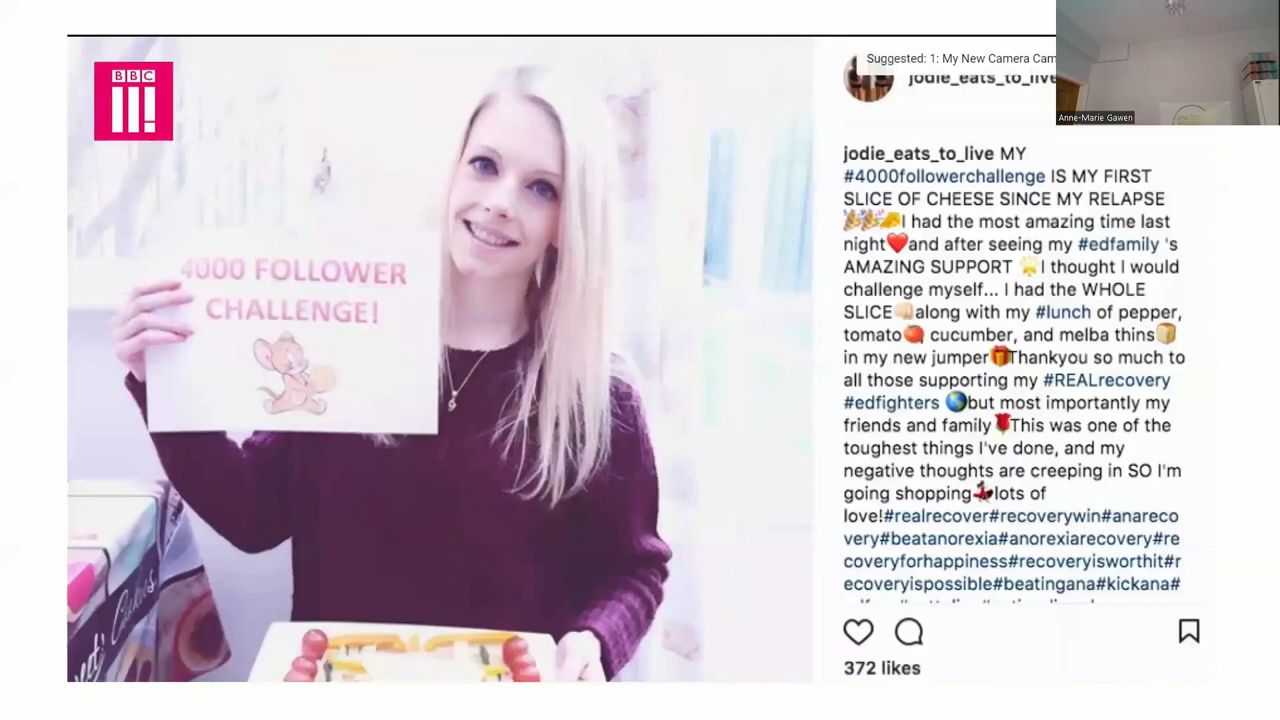 BBC
III!
4000 FOLLOWER
CHALLENGE!
Cookies
Suggested: 1: My New Camera Cam
jodie_eats_to_live
Anne-Marie Gawen
jodie_eats_to_live MY
#4000followerchallenge IS MY FIRST
SLICE OF CHEESE SINCE MY RELAPSE
🎉🎉🧀I had the most amazing time last
night❤️and after seeing my #edfamily 's
AMAZING SUPPORT 🌟I thought I would
challenge myself... I had the WHOLE
SLICE👊🏻along with my #lunch of pepper,
tomato🍅 cucumber, and melba thins🍞
in my new jumper🎁Thankyou so much to
all those supporting my #REALrecovery
#edfighters 🌎but most importantly my
friends and family🌹This was one of the
toughest things I've done, and my
negative thoughts are creeping in SO I'm
going shopping💃lots of
love!#realrecover#recoverywin#anareco
very#beatanorexia#anorexiarecovery#re
coveryforhappiness#recoveryisworthit#r
ecoveryispossible#beatingana#kickana#
372 likes